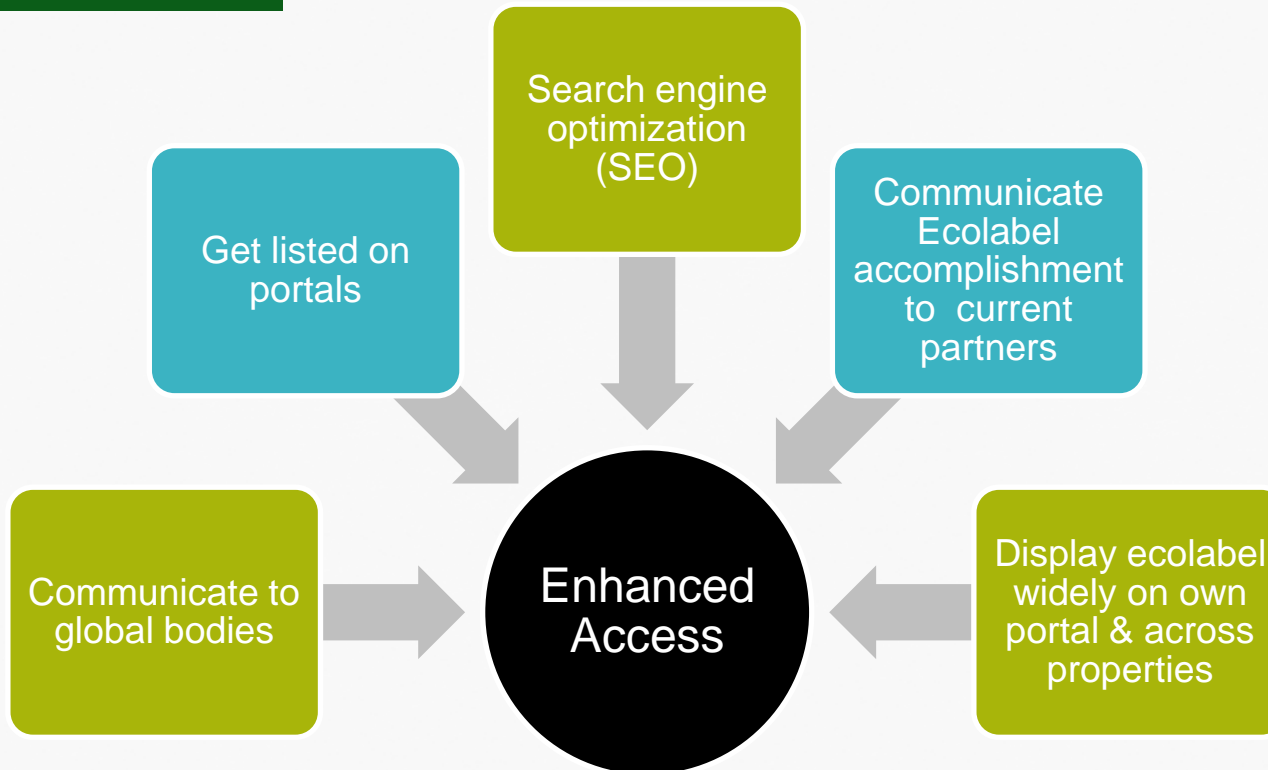 Search engine
optimization
(SEO)
Get listed on
portals
Communicate
Ecolabel
accomplishment
to current
partners
Communicate to
global bodies
Enhanced
Access
Display ecolabel
widely on own
portal & across
properties